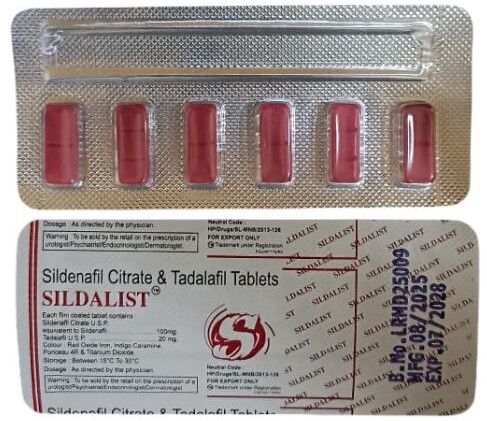 Dosage : As directed by the physician.
Warning : To be sold by the retail on the prescription of a
urologist/Psychiatrist/Endocrinologist/Dermatologist.
Neutral Code :
HP/Drugs/SL-MNB/2013-126
FOR EXPORT ONLY
Trademark under Registration
Sildenafil Citrate & Tadalafil Tablets
SILDALIST™
Each film coated tablet contains
Sildenafil Citrate U.S.P.
equivalent to Sildenafil 100mg.
Tadalafil U.S.P. 20 mg.
Colour : Red Oxide Iron, Indigo Caramine,
Ponceau 4R & Titanium Dioxide.
Storage : Between 15°C To 30°C
Dosage : As directed by the physician.
Warning : To be sold by the retail on the prescription of a
urologist/Psychiatrist/Endocrinologist/Dermatologist.
Neutral Code :
HP/Drugs/SL-MNB/2013-126
FOR EXPORT ONLY
Trademark under Registration
SILDALIST
B.No. LRMD25009
MFG.08/2025
EXP.07/2028
Sildenafil Citrate & Tadalafil Tablets